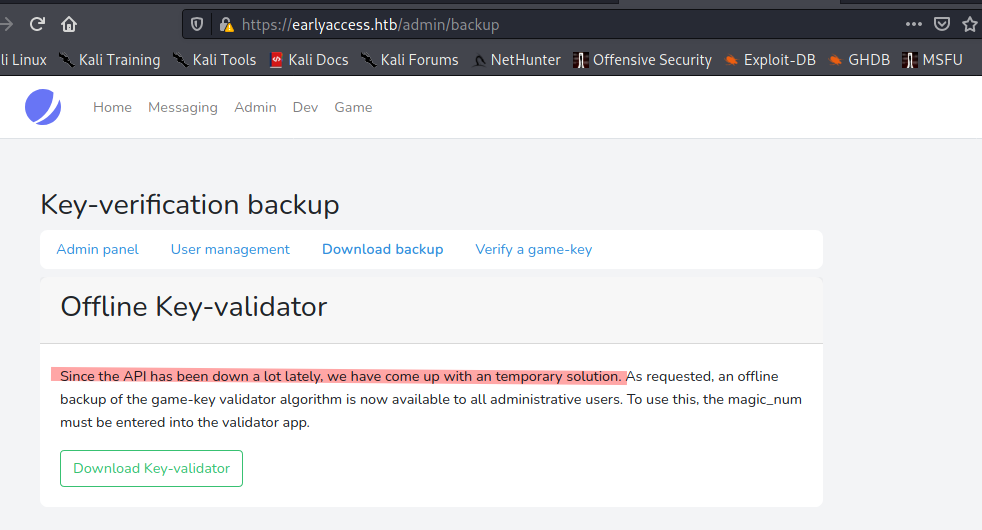 https://earlyaccess.htb/admin/backup
li Linux Kali Training Kali Tools Kali Docs Kali Forums NetHunter Offensive Security Exploit-DB GHDB MSFU
Home Messaging Admin Dev Game
Key-verification backup
Admin panel User management Download backup Verify a game-key
Offline Key-validator
Since the API has been down a lot lately, we have come up with an temporary solution. As requested, an offline
backup of the game-key validator algorithm is now available to all administrative users. To use this, the magic_num
must be entered into the validator app.
Download Key-validator